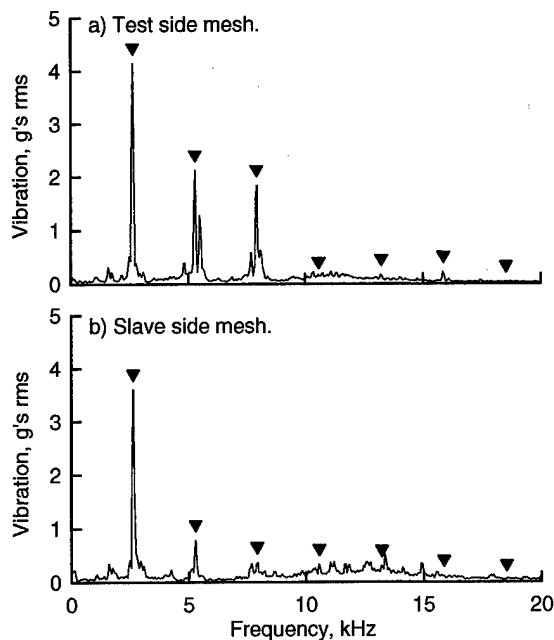 a) Test side mesh.
5
4
3
2
1
0
Vibration, g's rms
b) Slave side mesh.
5
4
3
2
1
0
Vibration, g's rms
0 5 10 15 20
Frequency, kHz